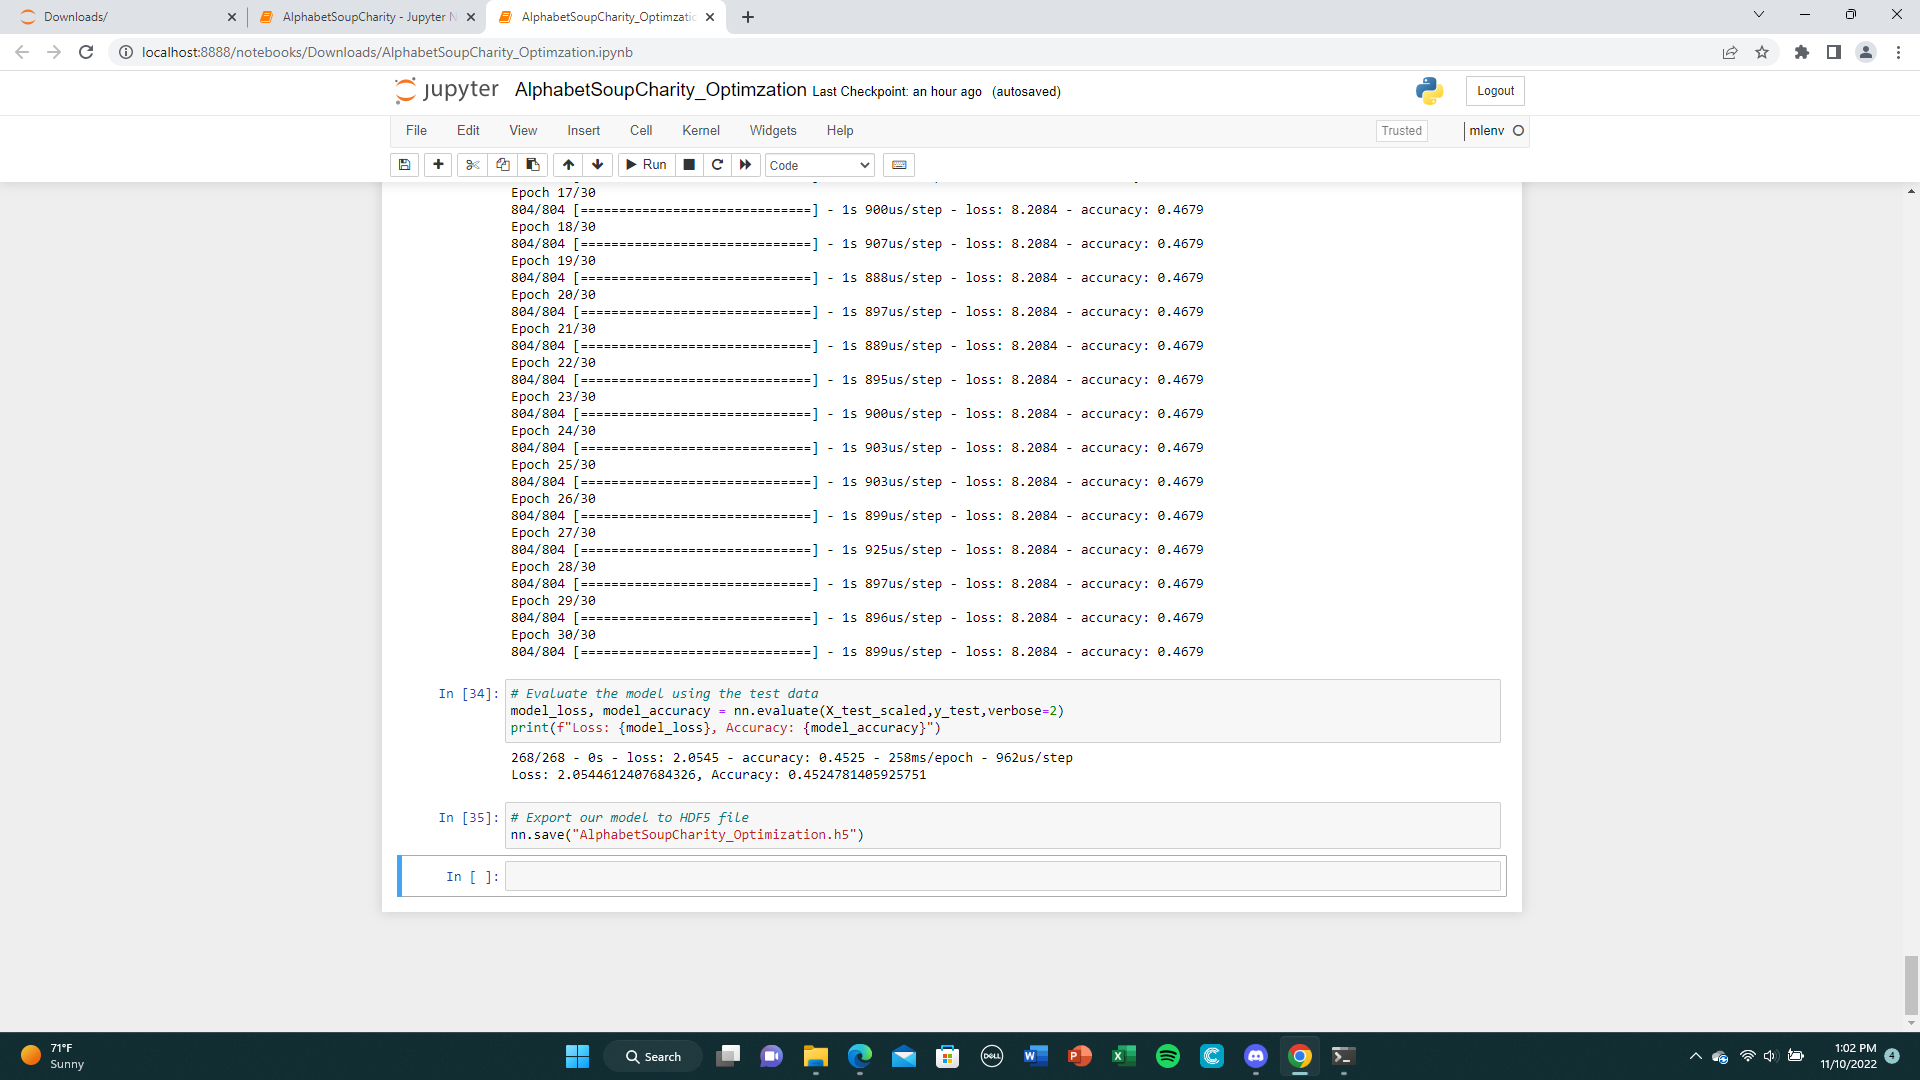 Downloads/
AlphabetSoupCharity - Jupyter N
AlphabetSoupCharity_Optimzatio
localhost:8888/notebooks/Downloads/AlphabetSoupCharity_Optimzation.ipynb
jupyter AlphabetSoupCharity_Optimzation Last Checkpoint: an hour ago (autosaved)
Logout
File Edit View Insert Cell Kernel Widgets Help
Trusted
mlenv
Run
Code
Epoch 17/30
804/804 [==============================] - 1s 900us/step - loss: 8.2084 - accuracy: 0.4679
Epoch 18/30
804/804 [==============================] - 1s 907us/step - loss: 8.2084 - accuracy: 0.4679
Epoch 19/30
804/804 [==============================] - 1s 888us/step - loss: 8.2084 - accuracy: 0.4679
Epoch 20/30
804/804 [==============================] - 1s 897us/step - loss: 8.2084 - accuracy: 0.4679
Epoch 21/30
804/804 [==============================] - 1s 889us/step - loss: 8.2084 - accuracy: 0.4679
Epoch 22/30
804/804 [==============================] - 1s 895us/step - loss: 8.2084 - accuracy: 0.4679
Epoch 23/30
804/804 [==============================] - 1s 900us/step - loss: 8.2084 - accuracy: 0.4679
Epoch 24/30
804/804 [==============================] - 1s 903us/step - loss: 8.2084 - accuracy: 0.4679
Epoch 25/30
804/804 [==============================] - 1s 903us/step - loss: 8.2084 - accuracy: 0.4679
Epoch 26/30
804/804 [==============================] - 1s 899us/step - loss: 8.2084 - accuracy: 0.4679
Epoch 27/30
804/804 [==============================] - 1s 925us/step - loss: 8.2084 - accuracy: 0.4679
Epoch 28/30
804/804 [==============================] - 1s 897us/step - loss: 8.2084 - accuracy: 0.4679
Epoch 29/30
804/804 [==============================] - 1s 896us/step - loss: 8.2084 - accuracy: 0.4679
Epoch 30/30
804/804 [==============================] - 1s 899us/step - loss: 8.2084 - accuracy: 0.4679
In [34]: # Evaluate the model using the test data
model_loss, model_accuracy = nn.evaluate(X_test_scaled,y_test,verbose=2)
print(f"Loss: {model_loss}, Accuracy: {model_accuracy}")
268/268 - 0s - loss: 2.0545 - accuracy: 0.4525 - 258ms/epoch - 962us/step
Loss: 2.0544612407684326, Accuracy: 0.4524781405925751
In [35]: # Export our model to HDF5 file
nn.save("AlphabetSoupCharity_Optimization.h5")
In [ ]:
71°F
Sunny
Search
DELL
W
P
X
C
1:02 PM
11/10/2022
4